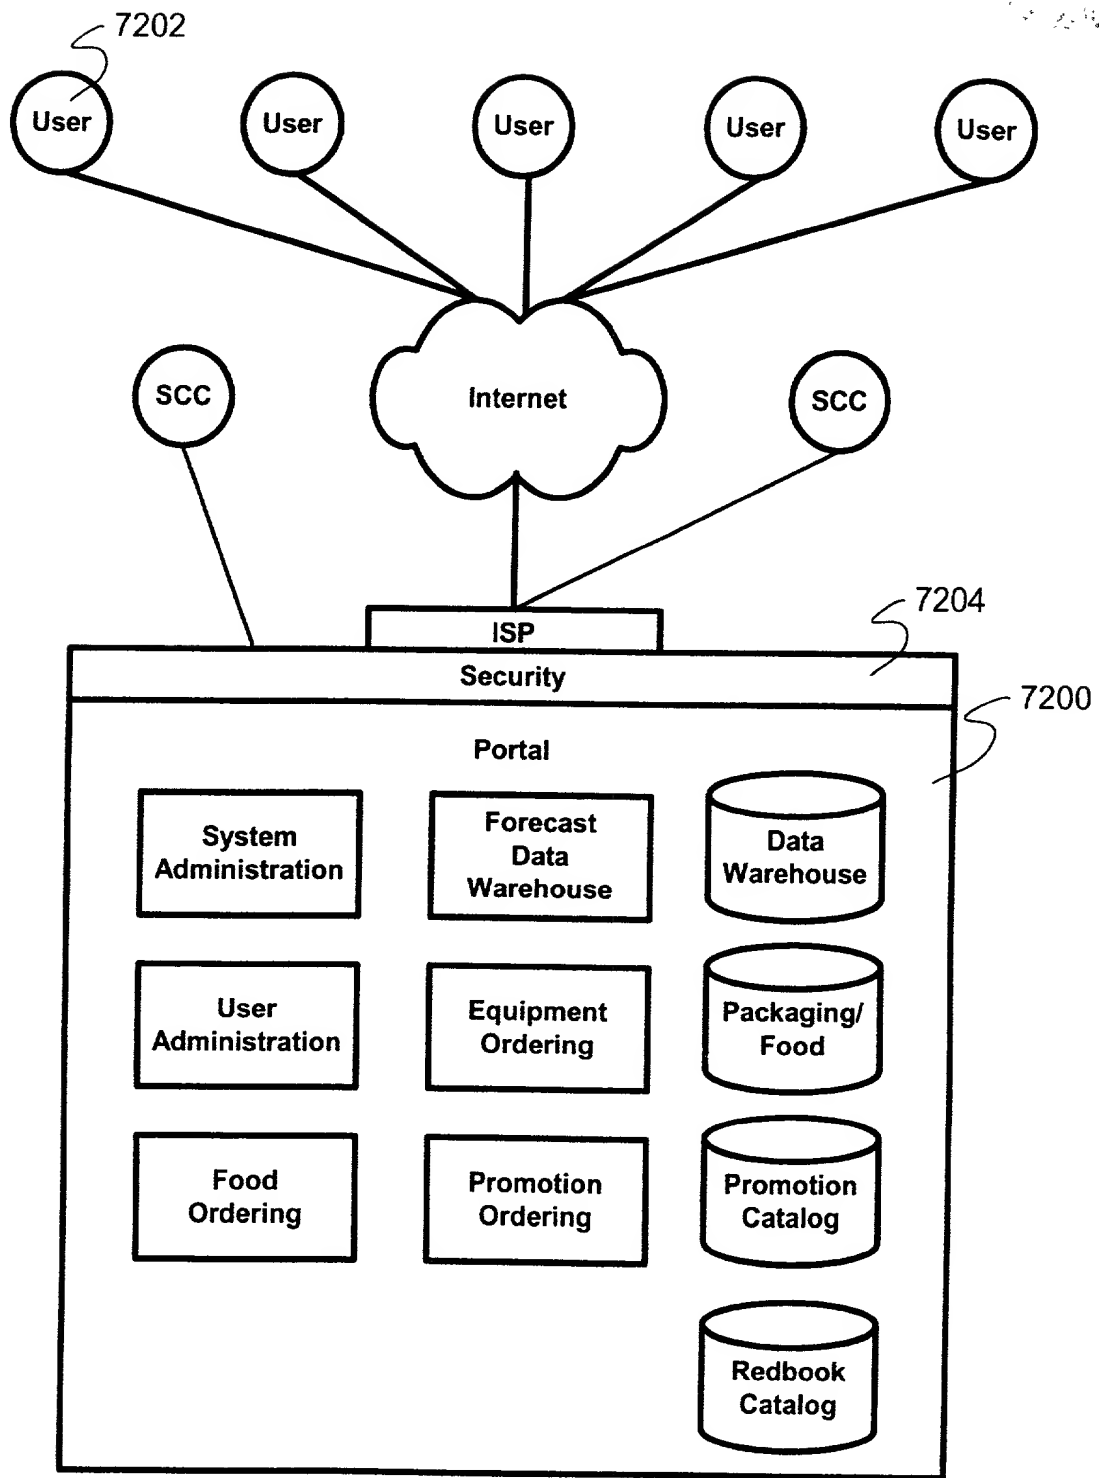 7202
User
User
User
User
User
SCC
Internet
SCC
7204
ISP
Security
7200
Portal
System
Administration
Forecast
Data
Warehouse
Data
Warehouse
User
Administration
Equipment
Ordering
Packaging/
Food
Food
Ordering
Promotion
Ordering
Promotion
Catalog
Redbook
Catalog